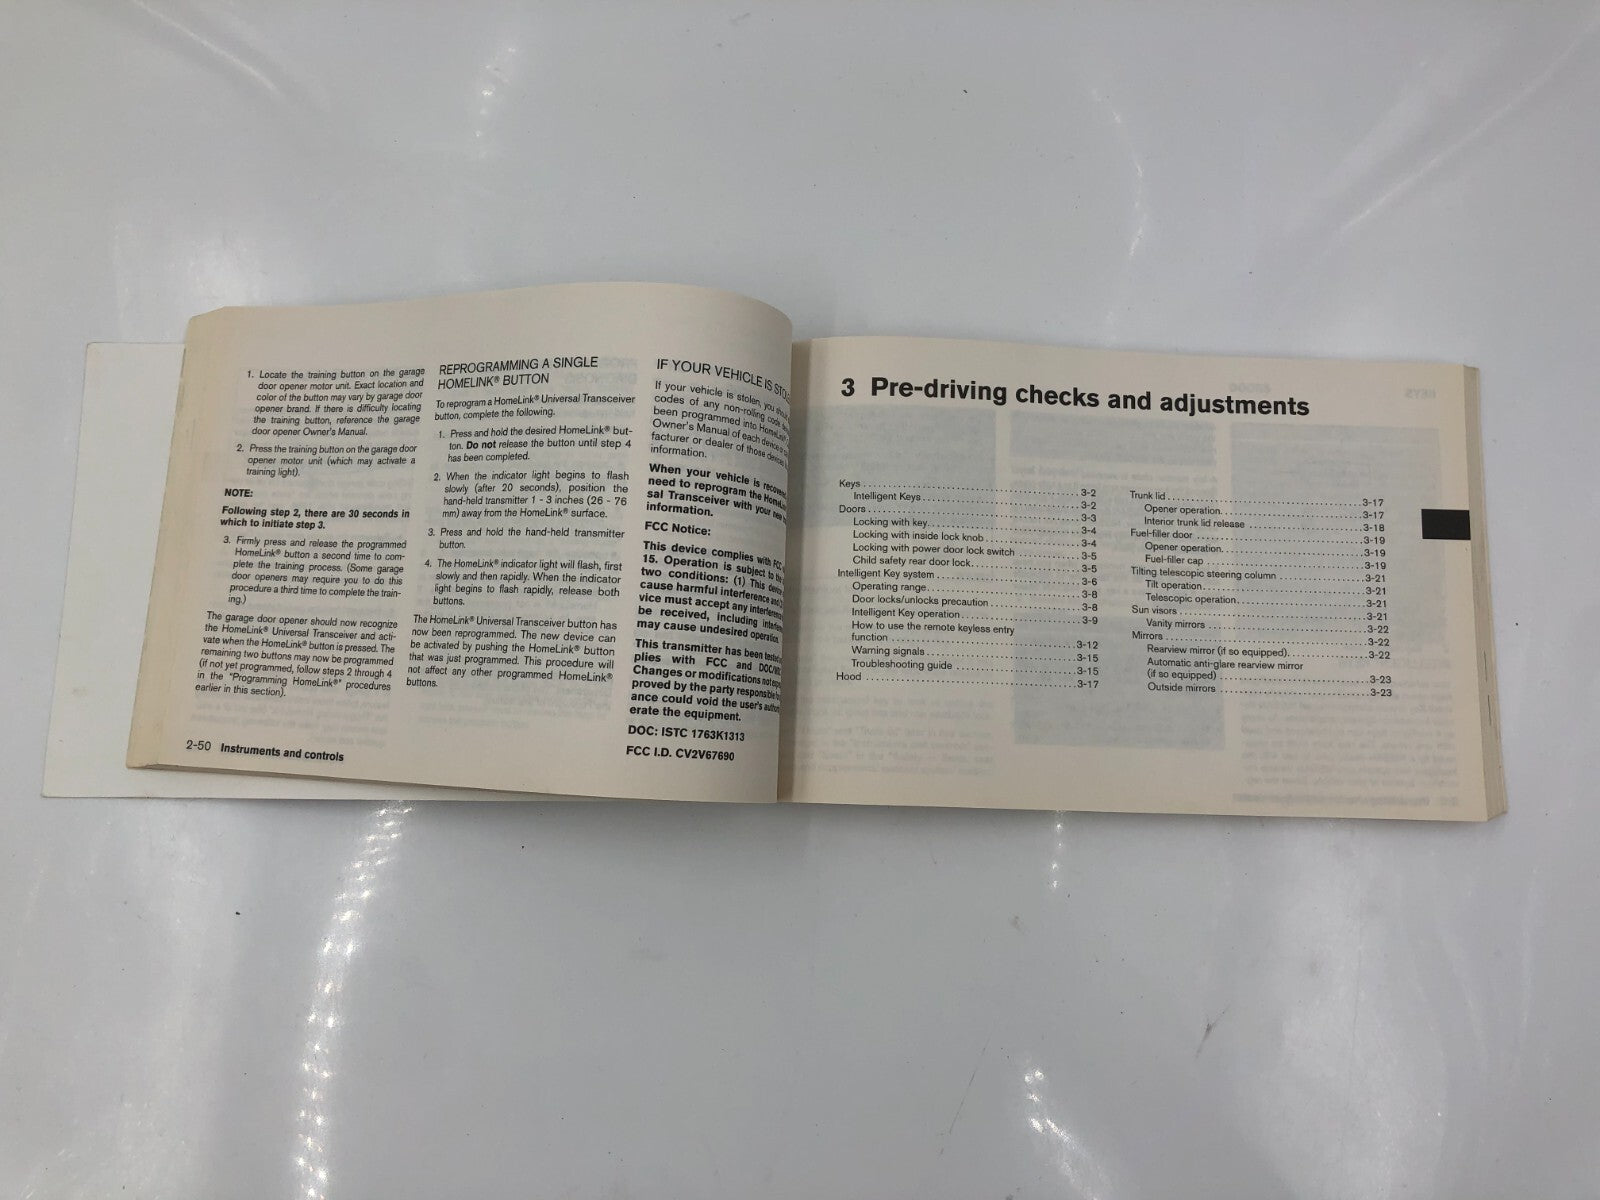 1. Locate the training button on the garage
door opener motor unit. Exact location and
color of the button may vary by garage door
opener brand. If there is difficulty locating
the training button, reference the garage
door opener Owner's Manual.
2. Press the training button on the garage door
opener motor unit (which may activate a
training light).
NOTE:
Following step 2, there are 30 seconds in
which to initiate step 3.
3. Firmly press and release the programmed
HomeLink® button a second time to com-
plete the training process. (Some garage
door openers may require you to do this
procedure a third time to complete the train-
ing.)
The garage door opener should now recognize
the HomeLink® Universal Transceiver and acti-
vate when the HomeLink® button is pressed. The
remaining two buttons may now be programmed
(if not yet programmed, follow steps 2 through 4
in the "Programming HomeLink®" procedures
earlier in this section).
2-50 Instruments and controls
REPROGRAMMING A SINGLE
HOMELINK® BUTTON
To reprogram a HomeLink® Universal Transceiver
button, complete the following.
1. Press and hold the desired HomeLink® but-
ton. Do not release the button until step 4
has been completed.
2. When the indicator light begins to flash
slowly (after 20 seconds), position the
hand-held transmitter 1 - 3 inches (26 - 76
mm) away from the HomeLink® surface.
3. Press and hold the hand-held transmitter
button.
4. The HomeLink® indicator light will flash, first
slowly and then rapidly. When the indicator
light begins to flash rapidly, release both
buttons.
The HomeLink® Universal Transceiver button has
now been reprogrammed. The new device can
be activated by pushing the HomeLink® button
that was just programmed. This procedure will
not affect any other programmed HomeLink®
buttons.
IF YOUR VEHICLE IS
If your vehicle is stolen, you
codes of any non-rolling code
been programmed into
Owner's Manual of each device
facturer or dealer of those devices
information.
When your vehicle is
need to reprogram the
sal Transceiver with your new
information.
FCC Notice:
This device complies with FCC
15. Operation is subject to the
two conditions: (1) This device
cause harmful interference and
vice must accept any interference
be received, including
may cause undesired operation.
This transmitter has been
plies with FCC and
Changes or modifications not
proved by the party responsible
ance could void the user's
erate the equipment.
DOC: ISTC 1763K1313
FCC I.D. CV2V67690
3 Pre-driving checks and adjustments
Keys 3-2
Intelligent Keys 3-2
Doors 3-3
Locking with key 3-4
Locking with inside lock knob 3-4
Locking with power door lock switch 3-5
Child safety rear door lock 3-5
Intelligent Key system 3-6
Operating range 3-8
Door locks/unlocks precaution 3-8
Intelligent Key operation 3-9
How to use the remote keyless entry
function 3-12
Warning signals 3-15
Troubleshooting guide 3-15
Hood 3-17
Trunk lid 3-17
Opener operation 3-17
Interior trunk lid release 3-18
Fuel-filler door 3-19
Opener operation 3-19
Fuel-filler cap 3-19
Tilting telescopic steering column 3-21
Tilt operation 3-21
Telescopic operation 3-21
Sun visors 3-21
Vanity mirrors 3-22
Mirrors 3-22
Rearview mirror (if so equipped) 3-22
Automatic anti-glare rearview mirror
(if so equipped) 3-23
Outside mirrors 3-23